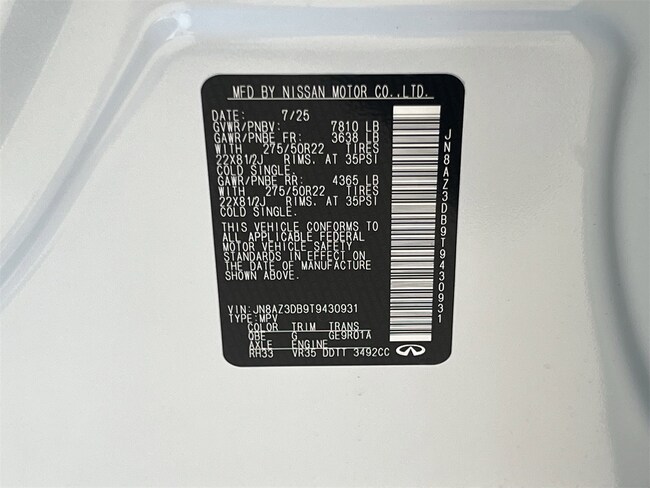 MFD BY NISSAN MOTOR CO.,LTD.
DATE: 7/25
GVWR/PNBV: 7810 LB
GAWR/PNBE FR: 3638 LB
WITH 275/50R22 TIRES
22X81/2J RIMS. AT 35PSI
COLD SINGLE.
GAWR/PNBE RR: 4365 LB
WITH 275/50R22 TIRES
22X81/2J RIMS. AT 35PSI
COLD SINGLE.
THIS VEHICLE CONFORMS TO
ALL APPLICABLE FEDERAL
MOTOR VEHICLE SAFETY
STANDARDS IN EFFECT ON
THE DATE OF MANUFACTURE
SHOWN ABOVE.
VIN: JN8AZ3DB9T9430931
TYPE: MPV
COLOR TRIM TRANS
QBE G GE9R01A
AXLE ENGINE
RH33 VR35 DDTT 3492CC
JN8AZ3DB9T9430931